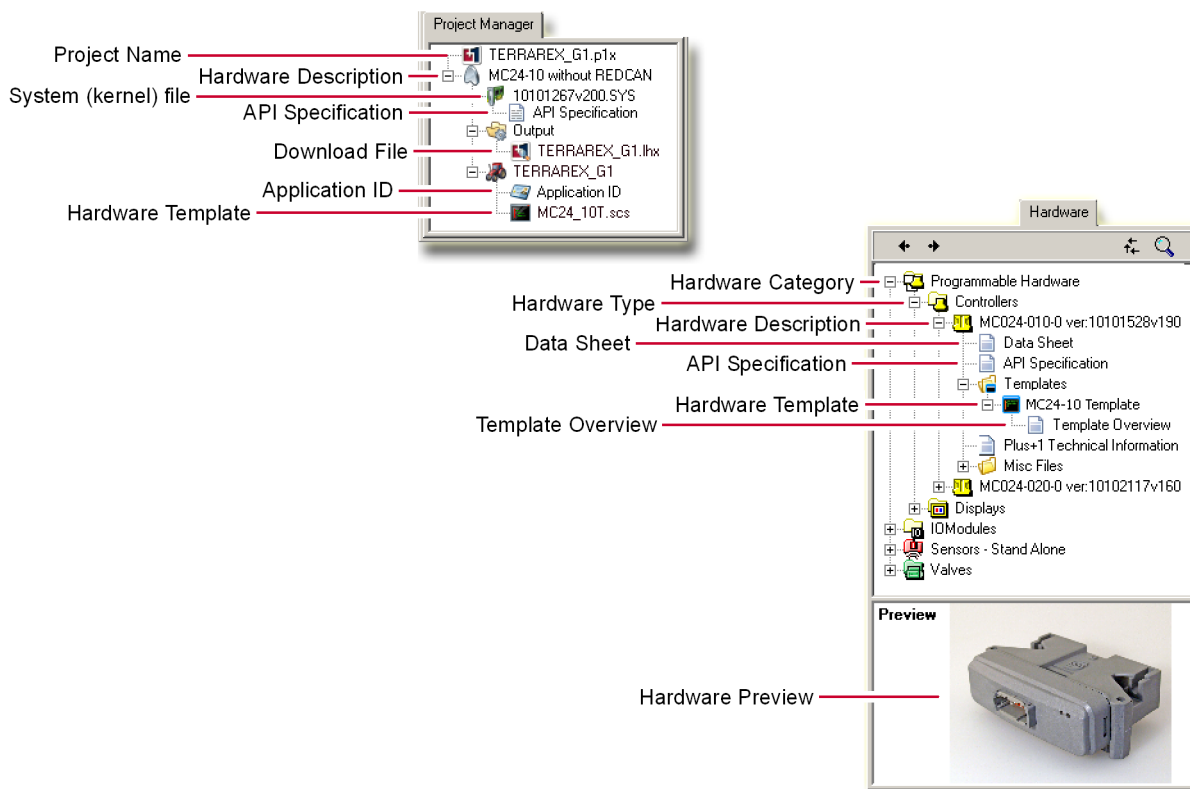 Project Manager
Project Name
TERRAREX_G1.p1x
Hardware Description
MC24-10 without REDCAN
System (kernel) file
10101267v200.SYS
API Specification
API Specification
Output
Download File
TERRAREX_G1.lhx
TERRAREX_G1
Application ID
Application ID
Hardware Template
MC24_10T.scs
Hardware
Hardware Category
Programmable Hardware
Hardware Type
Controllers
Hardware Description
MC024-010-0 ver:10101528v190
Data Sheet
Data Sheet
API Specification
API Specification
Templates
Hardware Template
MC24-10 Template
Template Overview
Template Overview
Plus+1 Technical Information
Misc Files
MC024-020-0 ver:10102117v160
Displays
IOModules
Sensors - Stand Alone
Valves
Preview
Hardware Preview